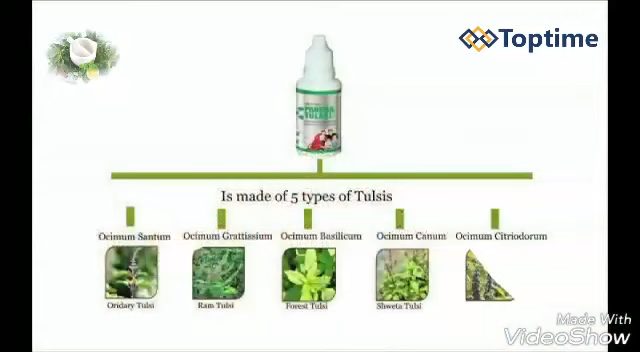 Toptime
TULSI
Is made of 5 types of Tulsis
Ocimum Santum
Ocimum Grattissium
Ocimum Basilicum
Ocimum Canum
Ocimum Citriodorum
Oridary Tulsi
Ram Tulsi
Forest Tulsi
Shweta Tulsi
Made With
VideoShow